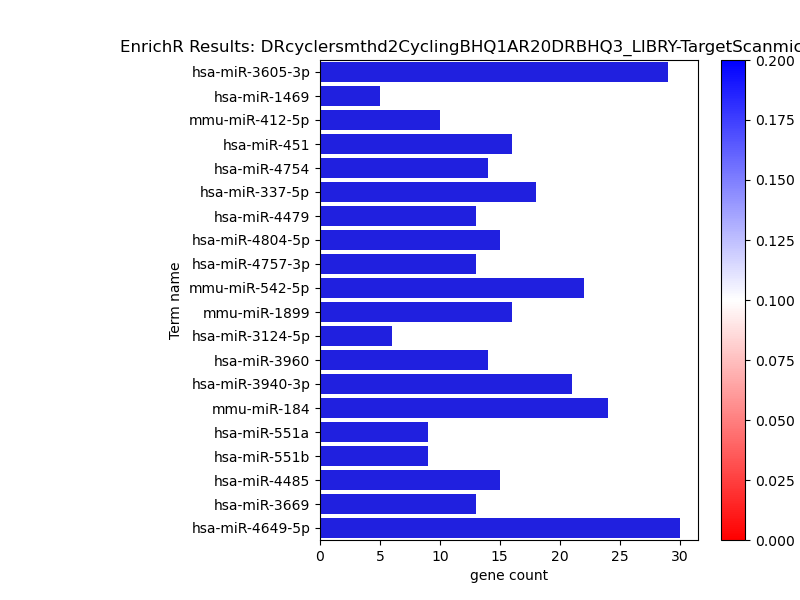 EnrichR Results: DRcyclersmthd2CyclingBHQ1AR20DRBHQ3_LIBRY-TargetScanmic
hsa-miR-3605-3p
hsa-miR-1469
mmu-miR-412-5p
hsa-miR-451
hsa-miR-4754
hsa-miR-337-5p
hsa-miR-4479
hsa-miR-4804-5p
hsa-miR-4757-3p
mmu-miR-542-5p
mmu-miR-1899
hsa-miR-3124-5p
hsa-miR-3960
hsa-miR-3940-3p
mmu-miR-184
hsa-miR-551a
hsa-miR-551b
hsa-miR-4485
hsa-miR-3669
hsa-miR-4649-5p
Term name
0 5 10 15 20 25 30
gene count
0.200
0.175
0.150
0.125
0.100
0.075
0.050
0.025
0.000